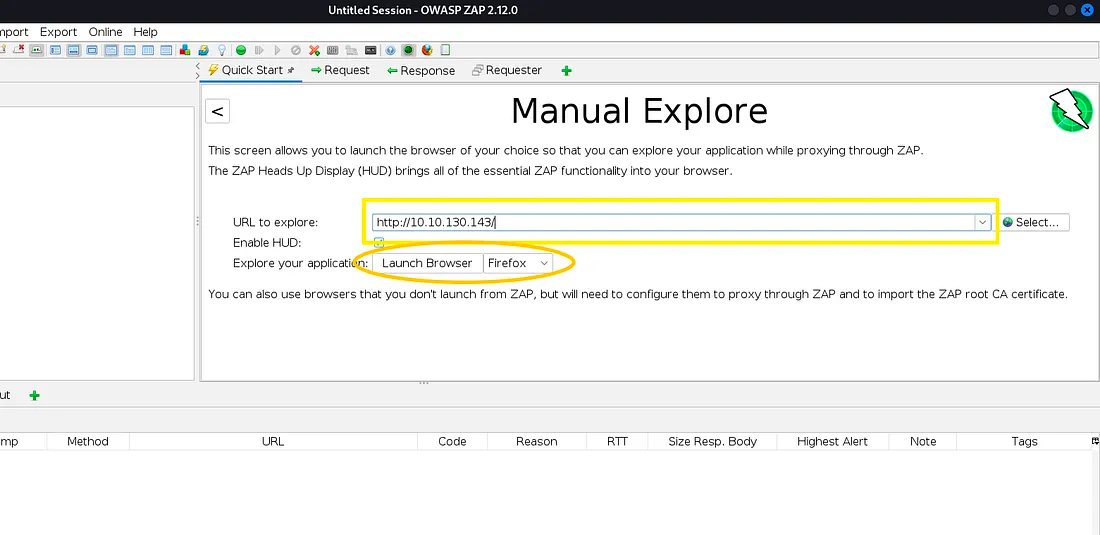 Untitled Session - OWASP ZAP 2.12.0
Export Online Help
Quick Start Request Response Requester
< Manual Explore
This screen allows you to launch the browser of your choice so that you can explore your application while proxying through ZAP.
The ZAP Heads Up Display (HUD) brings all of the essential ZAP functionality into your browser.
URL to explore: http://10.10.130.143/ Select...
Enable HUD:
Explore your application: Launch Browser Firefox
You can also use browsers that you don't launch from ZAP, but will need to configure them to proxy through ZAP and to import the ZAP root CA certificate.
Method URL Code Reason RTT Size Resp. Body Highest Alert Note Tags